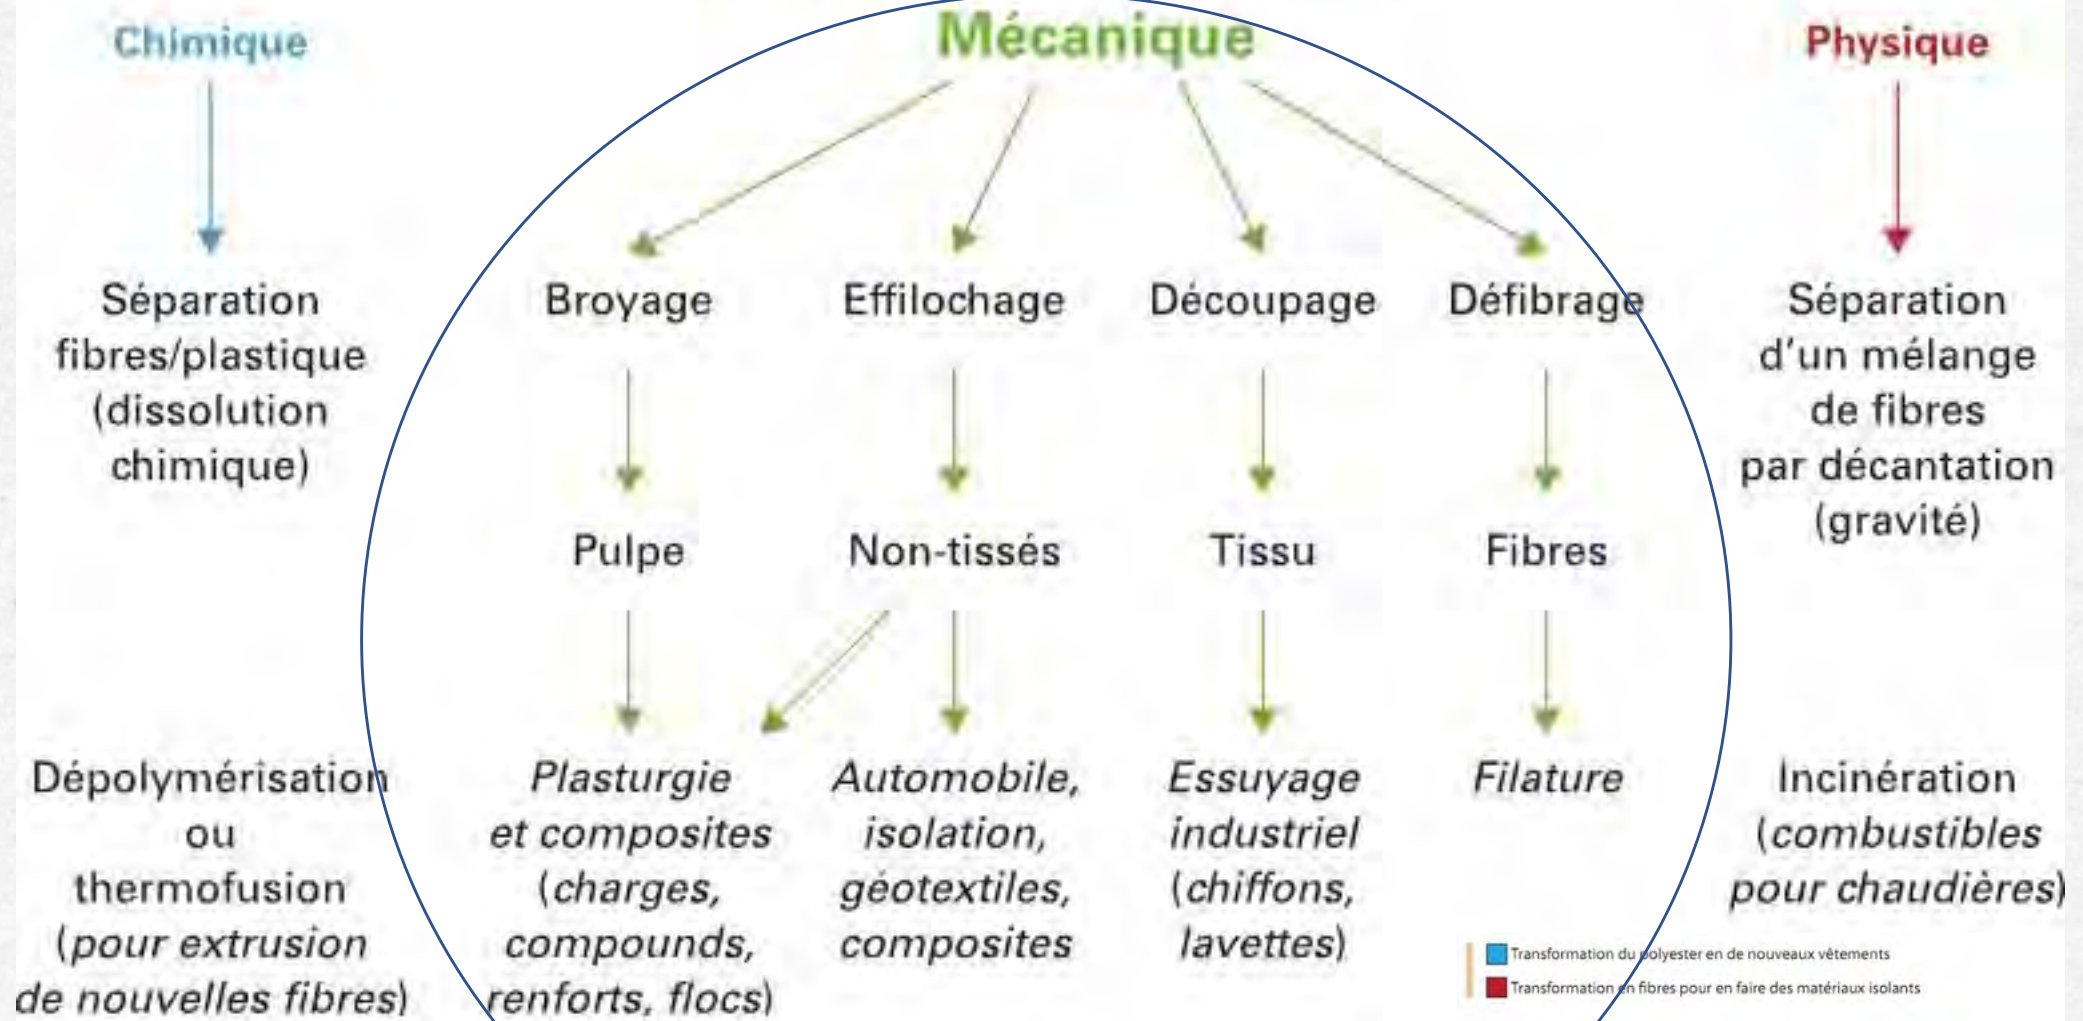 Chimique
Mécanique
Physique
Séparation
fibres/plastique
(dissolution
chimique)
Broyage
Effilochage
Découpage
Défibrage
Séparation
d'un mélange
de fibres
par décantation
(gravité)
Pulpe
Non-tissés
Tissu
Fibres
Dépolymérisation
ou
thermofusion
(pour extrusion
de nouvelles fibres)
Plasturgie
et composites
(charges,
compounds,
renforts, flocs)
Automobile,
isolation,
géotextiles,
composites
Essuyage
industriel
(chiffons,
lavettes)
Filature
Incinération
(combustibles
pour chaudières)
Transformation du polyester en de nouveaux vêtements
Transformation en fibres pour en faire des matériaux isolants